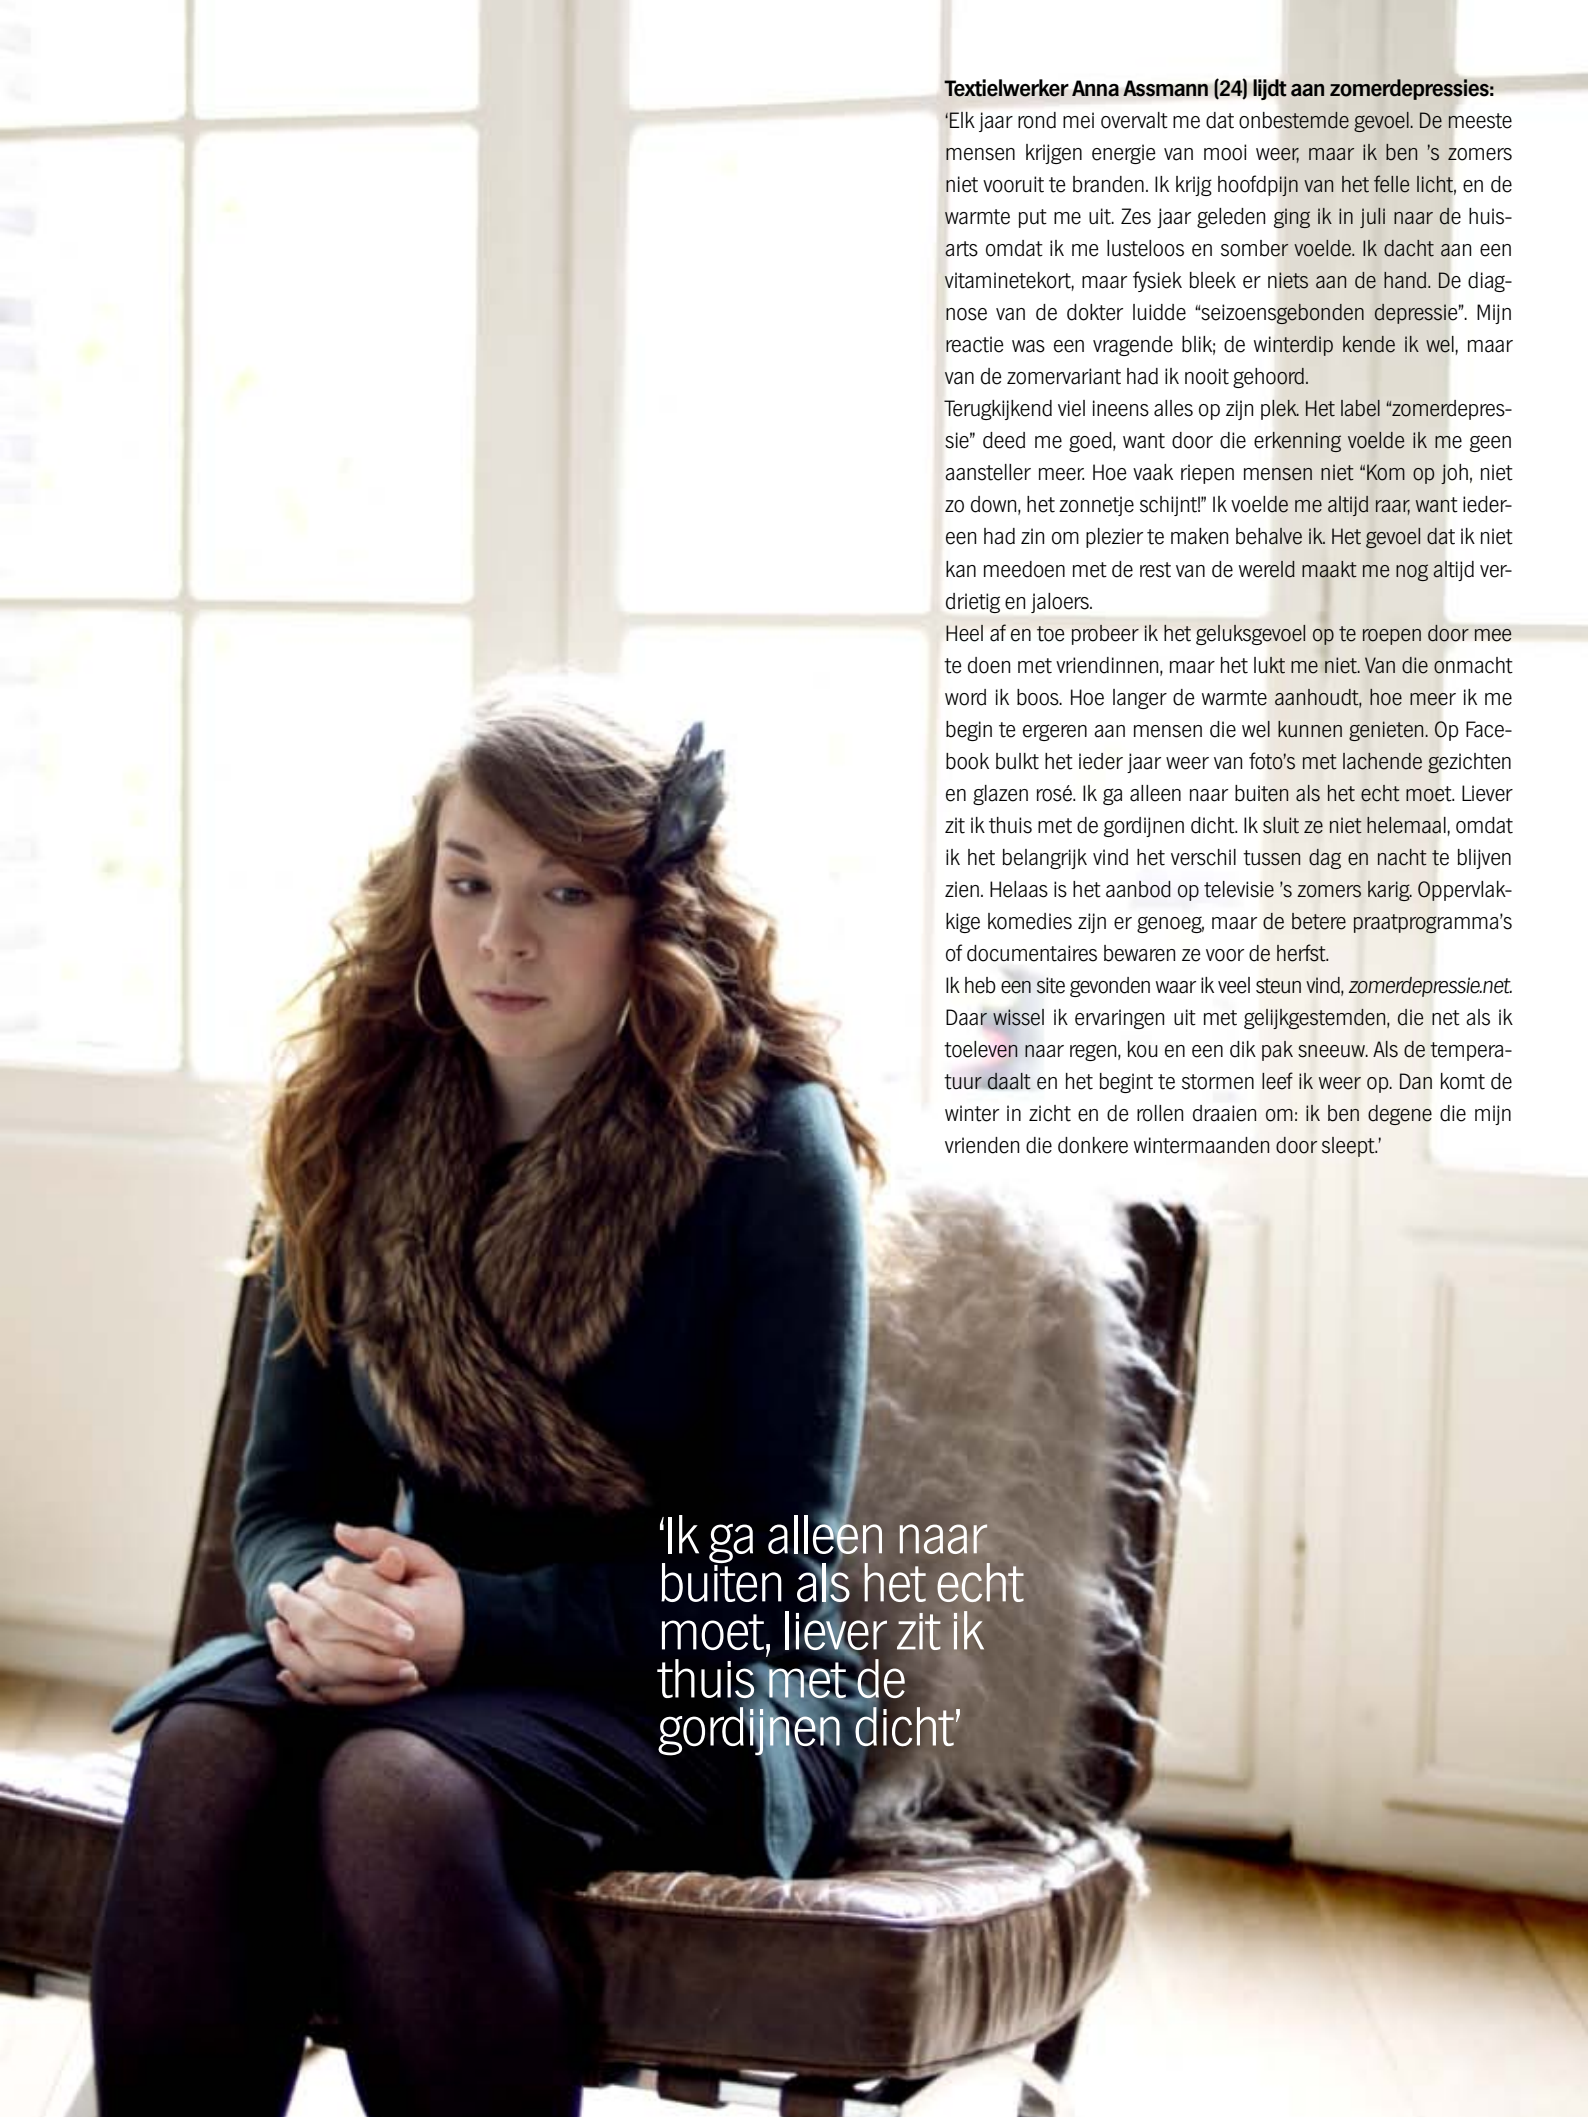 Textielwerker Anna Assmann (24) lijdt aan zomerdepressies:
‘Elk jaar rond mei overvalt me dat onbestemde gevoel. De meeste
mensen krijgen energie van mooi weer, maar ik ben ’s zomers
niet vooruit te branden. Ik krijg hoofdpijn van het felle licht, en de
warmte put me uit. Zes jaar geleden ging ik in juli naar de huis-
arts omdat ik me lusteloos en somber voelde. Ik dacht aan een
vitaminetekort, maar fysiek bleek er niets aan de hand. De diag-
nose van de dokter luidde “seizoensgebonden depressie”. Mijn
reactie was een vragende blik; de winterdip kende ik wel, maar
van de zomervariant had ik nooit gehoord.
Terugkijkend viel ineens alles op zijn plek. Het label “zomerdepres-
sie” deed me goed, want door die erkenning voelde ik me geen
aansteller meer. Hoe vaak riepen mensen niet “Kom op joh, niet
zo down, het zonnetje schijnt!” Ik voelde me altijd raar, want ieder-
een had zin om plezier te maken behalve ik. Het gevoel dat ik niet
kan meedoen met de rest van de wereld maakt me nog altijd ver-
drietig en jaloers.
Heel af en toe probeer ik het geluksgevoel op te roepen door mee
te doen met vriendinnen, maar het lukt me niet. Van die onmacht
word ik boos. Hoe langer de warmte aanhoudt, hoe meer ik me
begin te ergeren aan mensen die wel kunnen genieten. Op Face-
book bulkt het ieder jaar weer van foto’s met lachende gezichten
en glazen rosé. Ik ga alleen naar buiten als het echt moet. Liever
zit ik thuis met de gordijnen dicht. Ik sluit ze niet helemaal, omdat
ik het belangrijk vind het verschil tussen dag en nacht te blijven
zien. Helaas is het aanbod op televisie ’s zomers karig. Oppervlak-
kige komedies zijn er genoeg, maar de betere praatprogramma’s
of documentaires bewaren ze voor de herfst.
Ik heb een site gevonden waar ik veel steun vind, zomerdepressie.net.
Daar wissel ik ervaringen uit met gelijkgestemden, die net als ik
toeleven naar regen, kou en een dik pak sneeuw. Als de tempera-
tuur daalt en het begint te stormen leef ik weer op. Dan komt de
winter in zicht en de rollen draaien om: ik ben degene die mijn
vrienden die donkere wintermaanden door sleept.’
‘Ik ga alleen naar
buiten als het echt
moet, liever zit ik
thuis met de
gordijnen dicht’